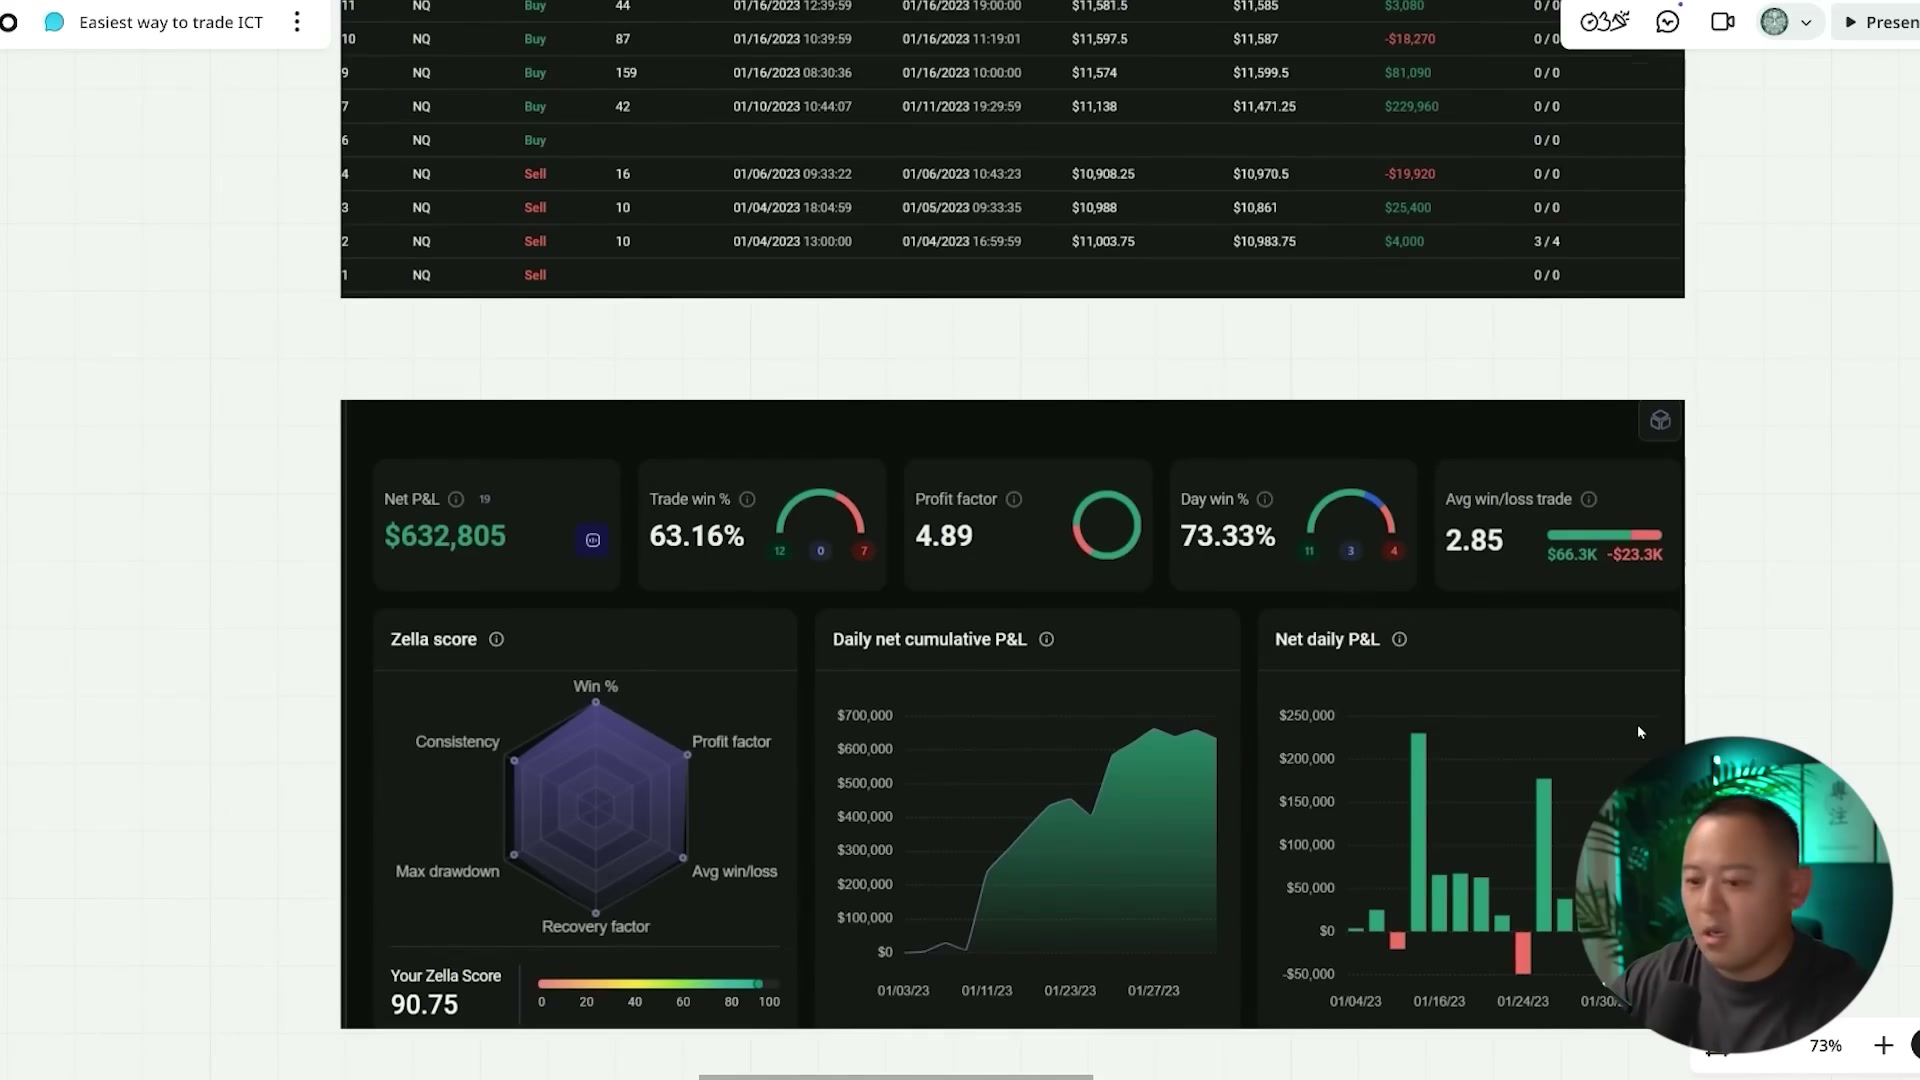 Easiest way to trade ICT
Presen
11 NQ Buy 44 01/16/2023 12:39:59 01/16/2023 19:00:00 $11,581.5 $11,585 $3,080 0 / 0
10 NQ Buy 87 01/16/2023 10:39:59 01/16/2023 11:19:01 $11,597.5 $11,587 -$18,270 0 / 0
9 NQ Buy 159 01/16/2023 08:30:36 01/16/2023 10:00:00 $11,574 $11,599.5 $81,090 0 / 0
7 NQ Buy 42 01/10/2023 10:44:07 01/11/2023 19:29:59 $11,138 $11,471.25 $229,960 0 / 0
6 NQ Buy 0 / 0
4 NQ Sell 16 01/06/2023 09:33:22 01/06/2023 10:43:23 $10,908.25 $10,970.5 -$19,920 0 / 0
3 NQ Sell 10 01/04/2023 18:04:59 01/05/2023 09:33:35 $10,988 $10,861 $25,400 0 / 0
2 NQ Sell 10 01/04/2023 13:00:00 01/04/2023 16:59:59 $11,003.75 $10,983.75 $4,000 3 / 4
1 NQ Sell 0 / 0
Net P&L 19
$632,805
Trade win %
63.16%
12 0 7
Profit factor
4.89
Day win %
73.33%
11 3 4
Avg win/loss trade
2.85
$66.3K -$23.3K
Zella score
Win %
Consistency
Profit factor
Max drawdown
Avg win/loss
Recovery factor
Your Zella Score
90.75
0 20 40 60 80 100
Daily net cumulative P&L
$700,000
$600,000
$500,000
$400,000
$300,000
$200,000
$100,000
$0
01/03/23 01/11/23 01/23/23 01/27/23
Net daily P&L
$250,000
$200,000
$150,000
$100,000
$50,000
$0
-$50,000
01/04/23 01/16/23 01/24/23 01/30/
専
注
73%